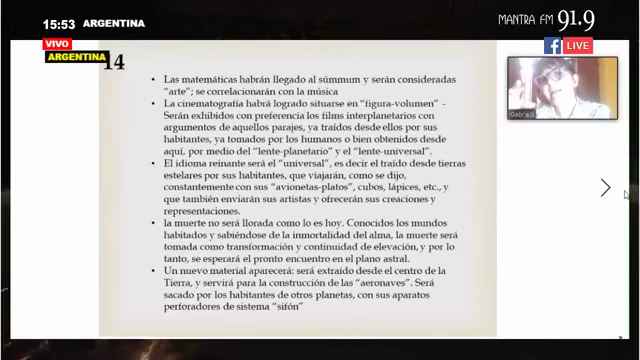 15:53 ARGENTINA
MANTRA FM 91.9
VIVO
LIVE
ARGENTINA
14
• Las matemáticas habrán llegado al súmmum y serán consideradas
“arte”; se correlacionarán con la música
• La cinematografía habrá logrado situarse en “figura-volumen” -
Serán exhibidos con preferencia los films interplanetarios con
argumentos de aquellos parajes, ya traídos desde ellos por sus
habitantes, ya tomados por los humanos o bien obtenidos desde
aquí, por medio del “lente-planetario” y el “lente-universal”.
• El idioma reinante será el “universal”, es decir el traído desde tierras
estelares por sus habitantes, que viajarán, como se dijo,
constantemente con sus “avionetas-platos”, cubos, lápices, etc., y
que también enviarán sus artistas y ofrecerán sus creaciones y
representaciones.
• la muerte no será llorada como lo es hoy. Conocidos los mundos
habitados y sabiéndose de la inmortalidad del alma, la muerte será
tomada como transformación y continuidad de elevación, y por lo
tanto, se esperará el pronto encuentro en el plano astral.
• Un nuevo material aparecerá: será extraído desde el centro de la
Tierra, y servirá para la construcción de las “aeronaves”. Será
sacado por los habitantes de otros planetas, con sus aparatos
perforadores de sistema “sifón”